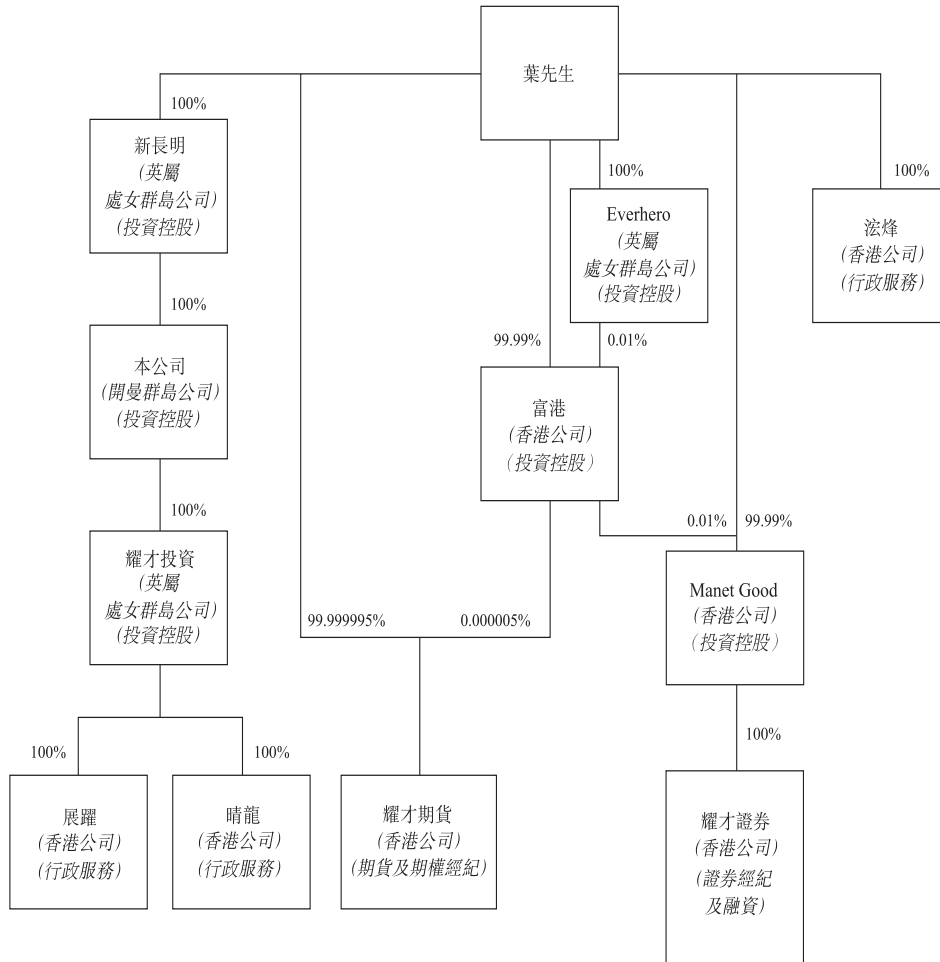 葉先生
100%
新長明
(英屬
處女群島公司)
(投資控股)
100%
Everhero
(英屬
處女群島公司)
(投資控股)
100%
浤烽
(香港公司)
(行政服務)
100%
本公司
(開曼群島公司)
(投資控股)
99.99%
0.01%
富港
(香港公司)
(投資控股)
100%
耀才投資
(英屬
處女群島公司)
(投資控股)
0.01%
99.99%
Manet Good
(香港公司)
(投資控股)
99.999995%
0.000005%
100%
100%
100%
展躍
(香港公司)
(行政服務)
晴龍
(香港公司)
(行政服務)
耀才期貨
(香港公司)
(期貨及期權經紀)
耀才證券
(香港公司)
(證券經紀
及融資)